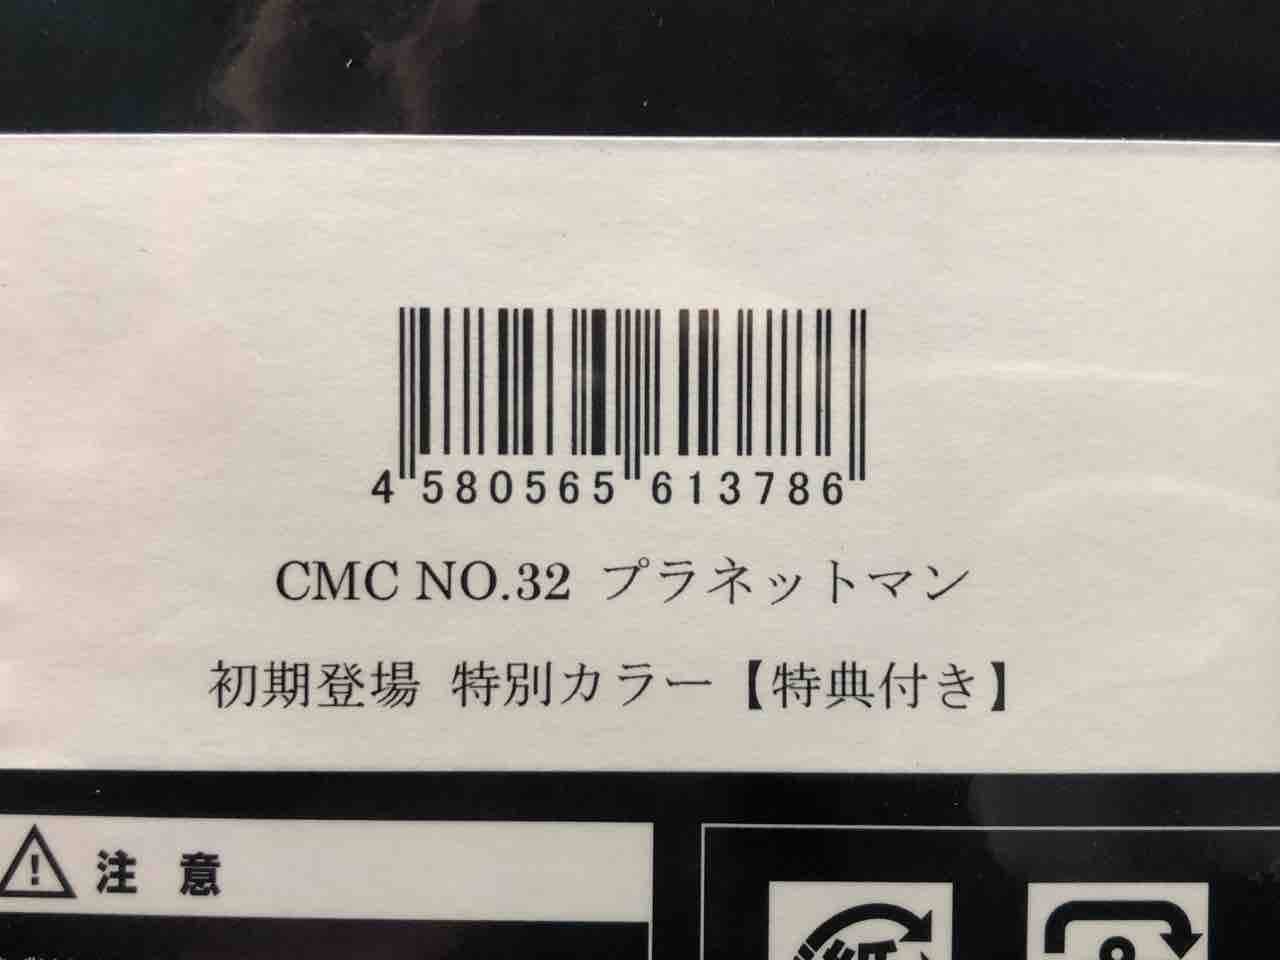 4 580565 613786
CMC NO.32 プラネットマン
初期登場 特別カラー【特典付き】
注 意
紙